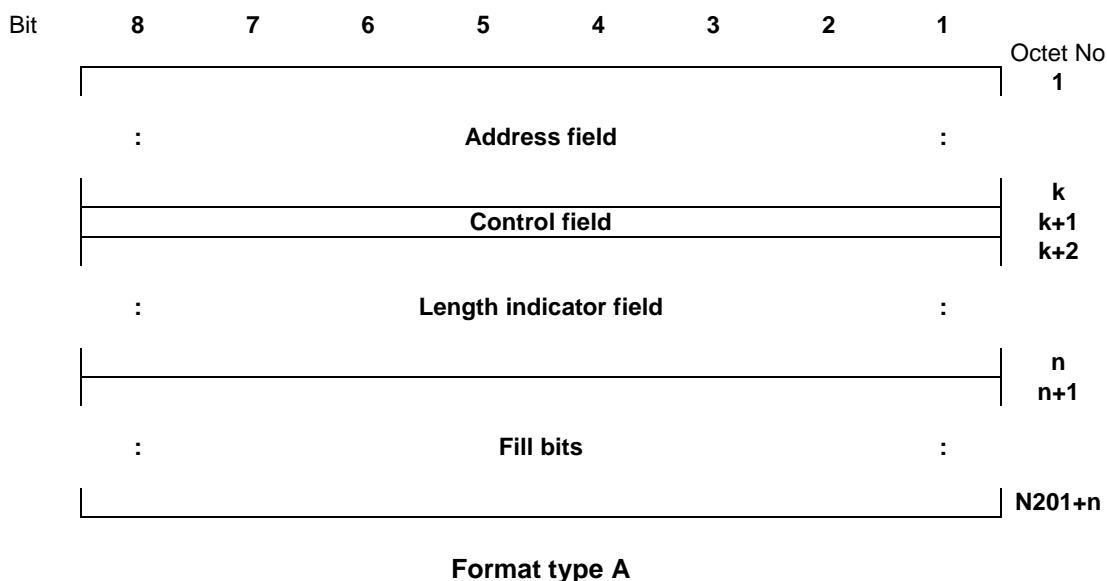 Bit 8 7 6 5 4 3 2 1
Octet No
1
: Address field :
k
Control field k+1
k+2
: Length indicator field :
n
n+1
: Fill bits :
N201+n
Format type A